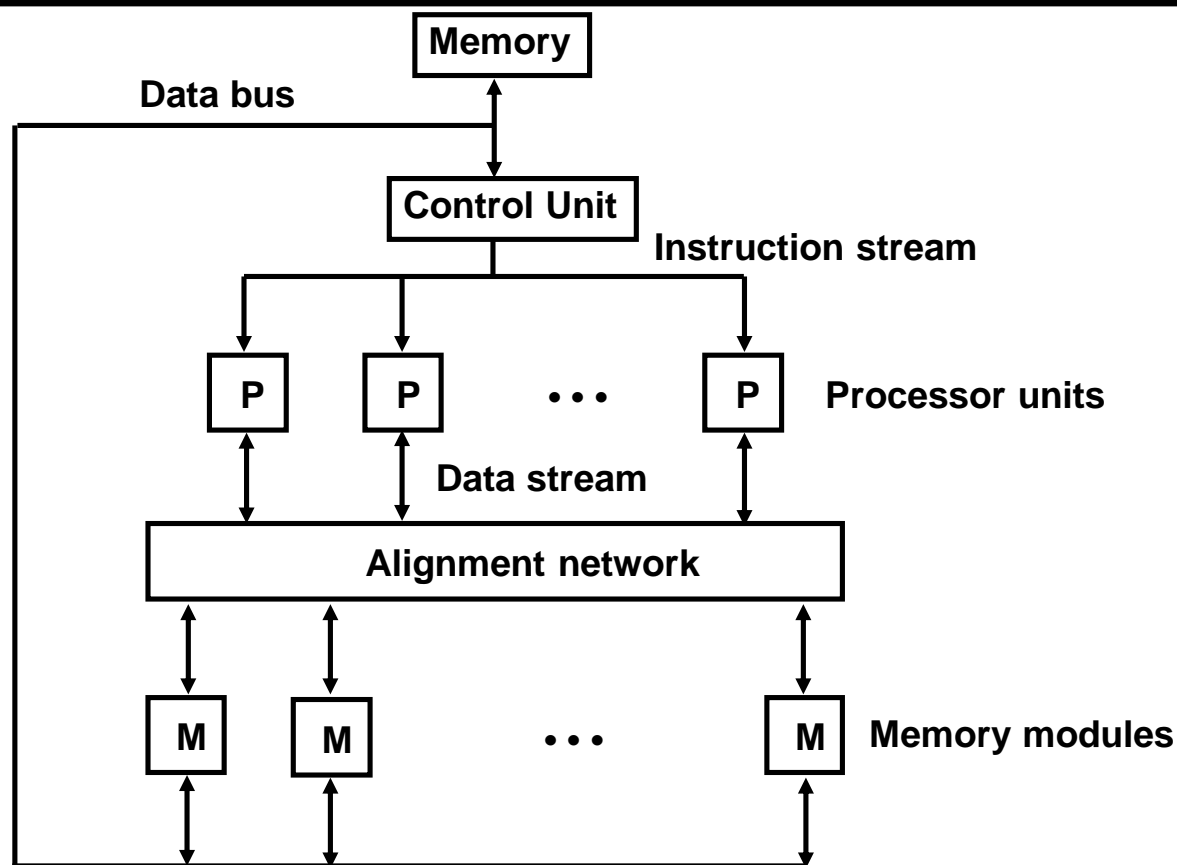 Memory
Data bus
Control Unit
Instruction stream
P P • • • P Processor units
Data stream
Alignment network
M M • • • M Memory modules